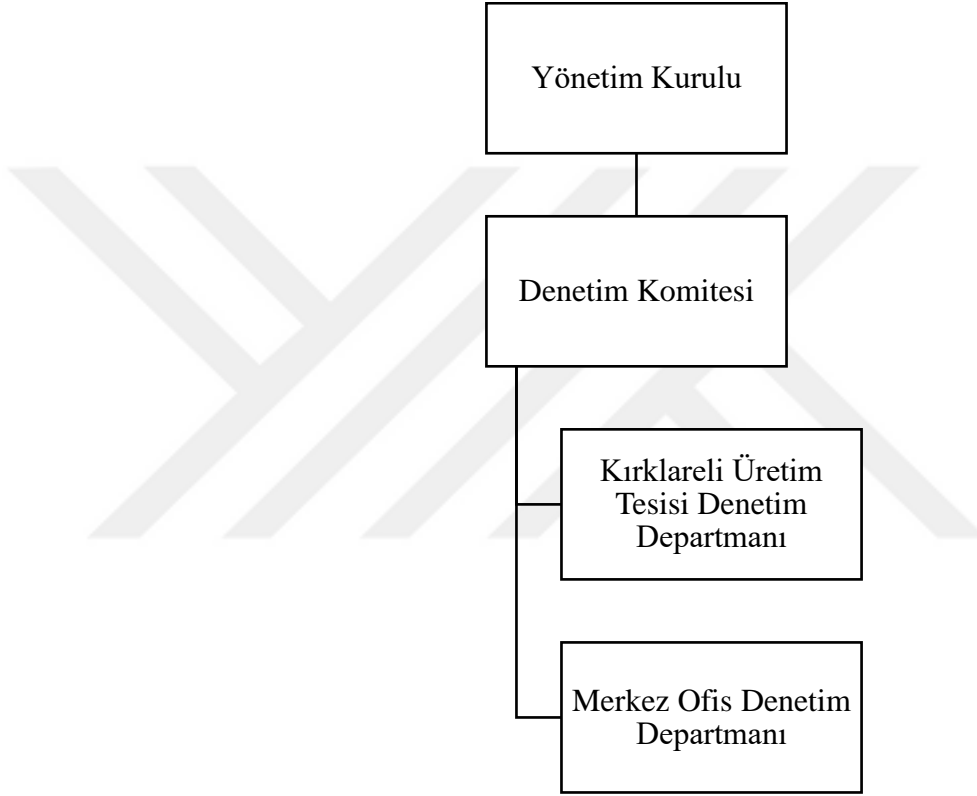 Yönetim Kurulu
Denetim Komitesi
Kırklareli Üretim
Tesisi Denetim
Departmanı
Merkez Ofis Denetim
Departmanı